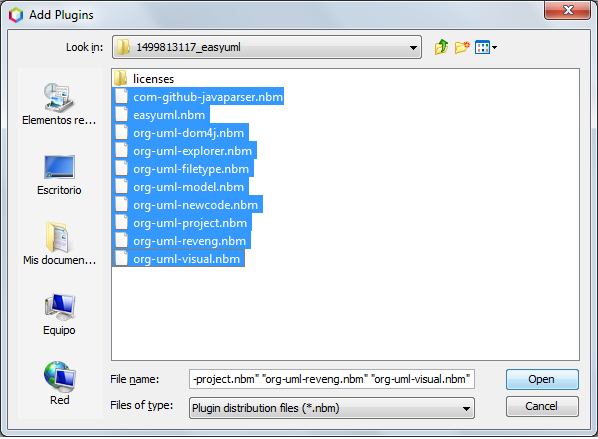 Add Plugins
Look in: 1499813117_easyuml
Elementos re...
Escritorio
Mis documen...
Equipo
Red
licenses
com-github-javaparser.nbm
easyuml.nbm
org-uml-dom4j.nbm
org-uml-explorer.nbm
org-uml-filetype.nbm
org-uml-model.nbm
org-uml-newcode.nbm
org-uml-project.nbm
org-uml-reveng.nbm
org-uml-visual.nbm
File name: -project.nbm" "org-uml-reveng.nbm" "org-uml-visual.nbm" Open
Files of type: Plugin distribution files (*.nbm) Cancel